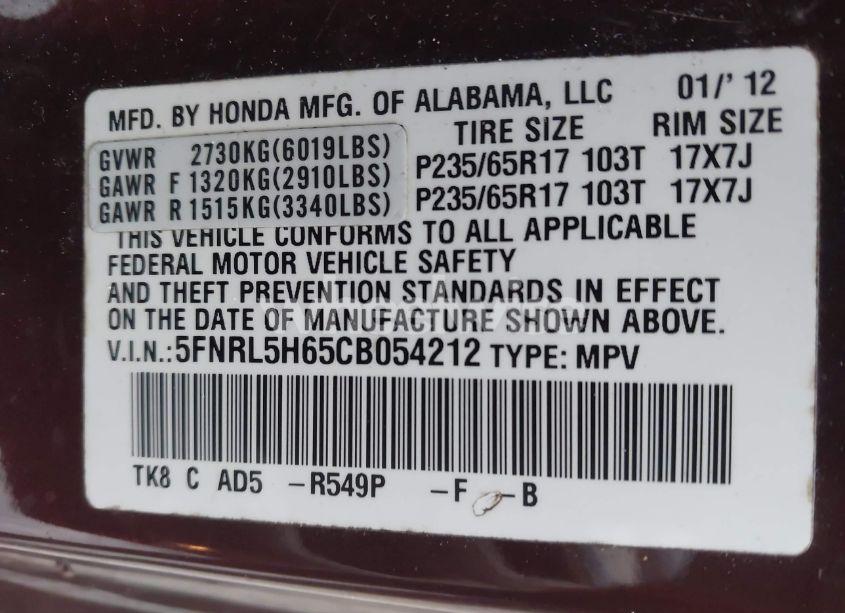 MFD. BY HONDA MFG. OF ALABAMA, LLC 01/' 12
TIRE SIZE RIM SIZE
GVWR 2730KG(6019LBS)
GAWR F 1320KG(2910LBS) P235/65R17 103T 17X7J
GAWR R 1515KG(3340LBS) P235/65R17 103T 17X7J
THIS VEHICLE CONFORMS TO ALL APPLICABLE
FEDERAL MOTOR VEHICLE SAFETY
AND THEFT PREVENTION STANDARDS IN EFFECT
ON THE DATE OF MANUFACTURE SHOWN ABOVE.
V.I.N.: 5FNRL5H65CB054212 TYPE: MPV
TK8 C AD5 -R549P -F -B